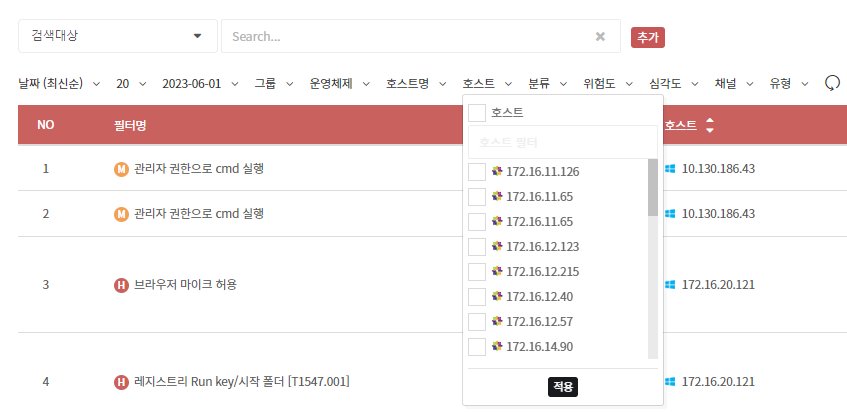 검색대상 Search... 추가
날짜 (최신순) 20 2023-06-01 그룹 운영체제 호스트명 호스트 분류 위험도 심각도 채널 유형
호스트
호스트 필터
172.16.11.126
172.16.11.65
172.16.11.65
172.16.12.123
172.16.12.215
172.16.12.40
172.16.12.57
172.16.14.90
적용
NO 필터명 호스트
1 M 관리자 권한으로 cmd 실행 10.130.186.43
2 M 관리자 권한으로 cmd 실행 10.130.186.43
3 H 브라우저 마이크 허용 172.16.20.121
4 H 레지스트리 Run key/시작 폴더 [T1547.001] 172.16.20.121